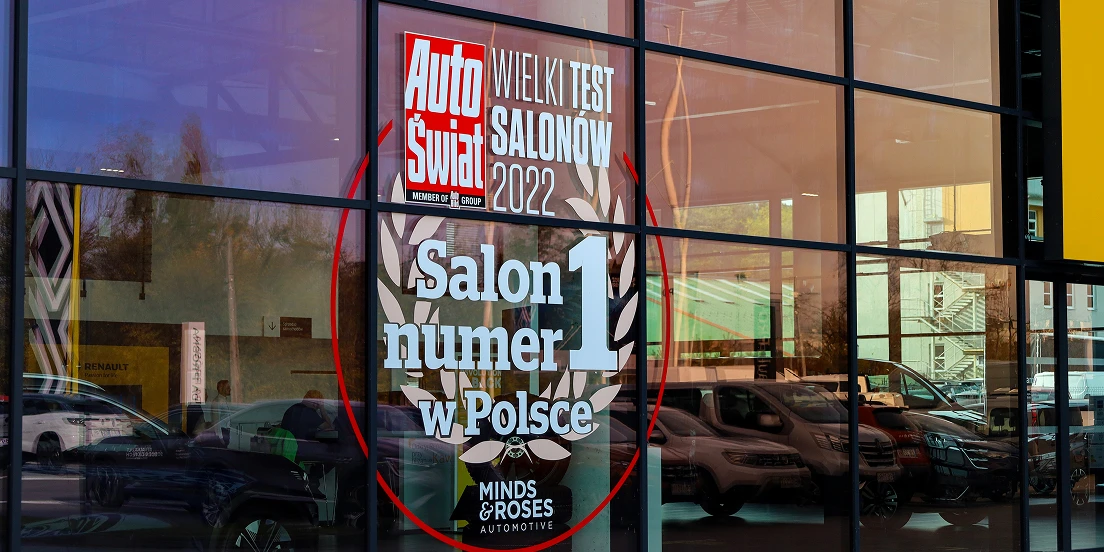 Auto
Świat
MEMBER OF
GROUP
WIELKI TEST
SALONÓW
2022
Salon
numer 1
w Polsce
MINDS
&ROSES
AUTOMOTIVE
RENAULT